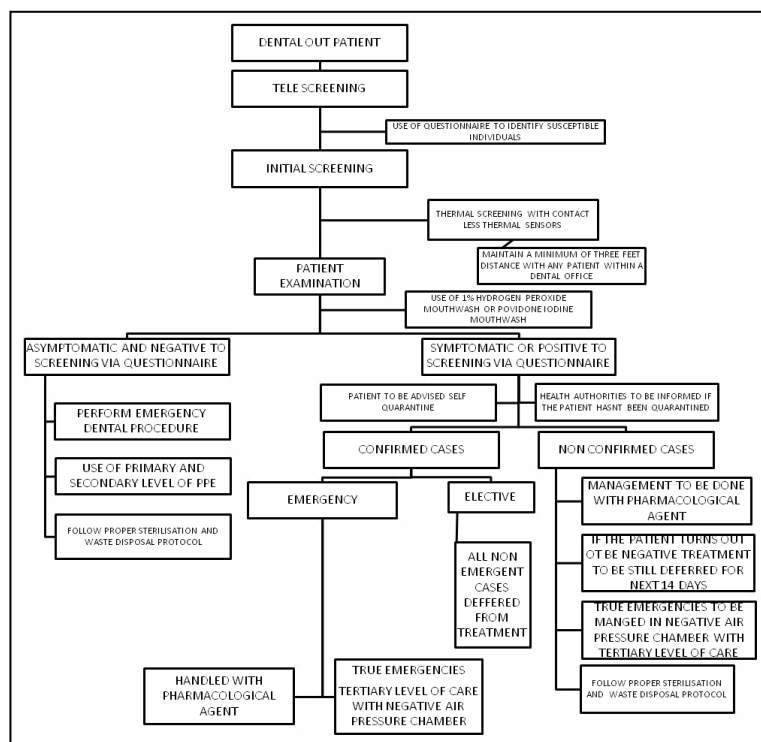 DENTAL OUT PATIENT
TELE SCREENING
USE OF QUESTIONNAIRE TO IDENTIFY SUSCEPTIBLE
INDIVIDUALS
INITIAL SCREENING
THERMAL SCREENING WITH CONTACT
LESS THERMAL SENSORS
MAINTAIN A MINIMUM OF THREE FEET
DISTANCE WITH ANY PATIENT WITHIN A
DENTAL OFFICE
PATIENT
EXAMINATION
USE OF 1% HYDROGEN PEROXIDE
MOUTHWASH OR POVIDONE IODINE
MOUTHWASH
ASYMPTOMATIC AND NEGATIVE TO
SCREENING VIA QUESTIONNAIRE
SYMPTOMATIC OR POSITIVE TO
SCREENING VIA QUESTIONNAIRE
PATIENT TO BE ADVISED SELF
QUARANTINE
HEALTH AUTHORITIES TO BE INFORMED IF
THE PATIENT HASNT BEEN QUARANTINED
PERFORM EMERGENCY
DENTAL PROCEDURE
USE OF PRIMARY AND
SECONDARY LEVEL OF PPE
FOLLOW PROPER STERILISATION AND
WASTE DISPOSAL PROTOCOL
CONFIRMED CASES
NON CONFIRMED CASES
EMERGENCY
ELECTIVE
ALL NON
EMERGENT
CASES
DEFFERED
FROM
TREATMENT
HANDLED WITH
PHARMACOLOGICAL
AGENT
TRUE EMERGENCIES
TERTIARY LEVEL OF CARE
WITH NEGATIVE AIR
PRESSURE CHAMBER
MANAGEMENT TO BE DONE
WITH PHARMACOLOGICAL
AGENT
IF THE PATIENT TURNS OUT
OT BE NEGATIVE TREATMENT
TO BE STILL DEFERRED FOR
NEXT 14 DAYS
TRUE EMERGENCIES TO BE
MANGED IN NEGATIVE AIR
PRESSURE CHAMBER WITH
TERTIARY LEVEL OF CARE
FOLLOW PROPER STERILISATION
AND WASTE DISPOSAL PROTOCOL